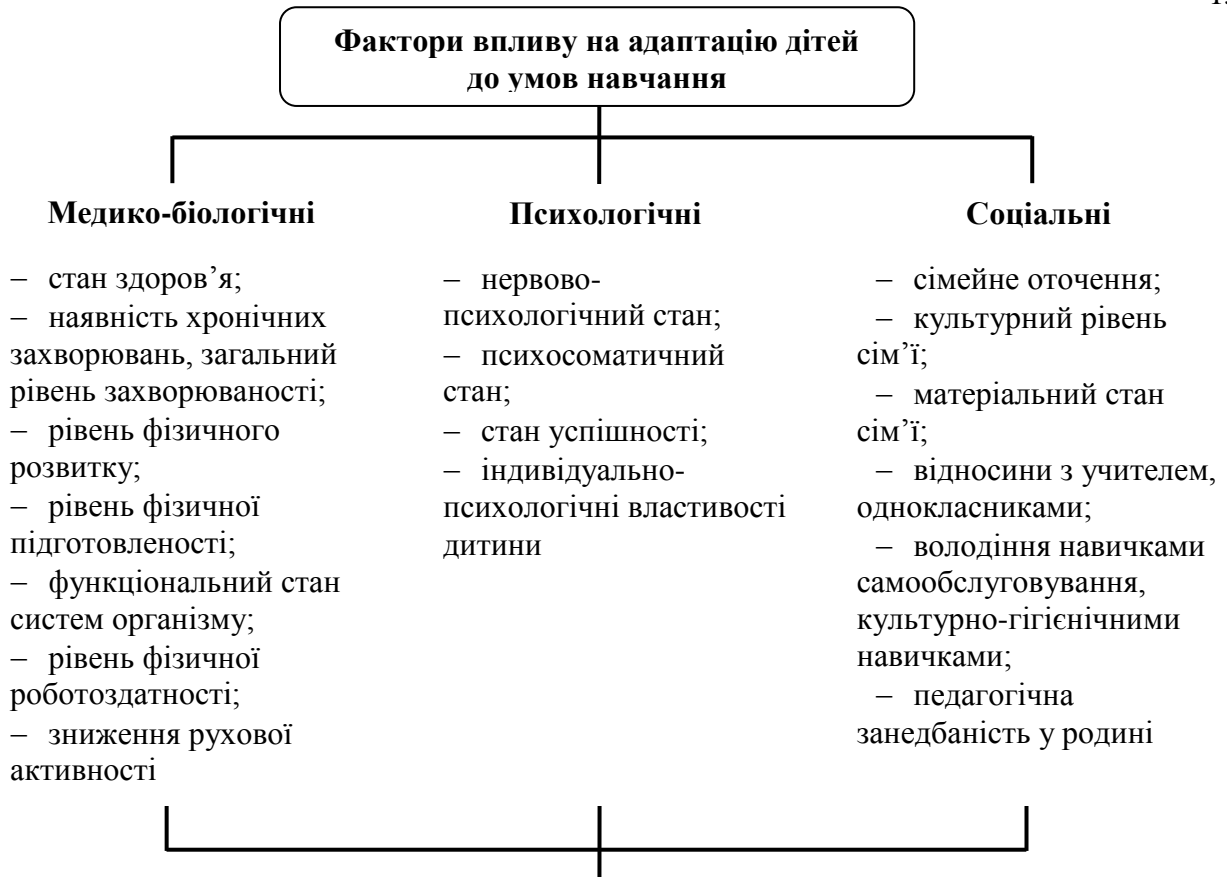 Фактори впливу на адаптацію дітей
до умов навчання
Медико-біологічні
– стан здоров’я;
– наявність хронічних
захворювань, загальний
рівень захворюваності;
– рівень фізичного
розвитку;
– рівень фізичної
підготовленості;
– функціональний стан
систем організму;
– рівень фізичної
роботоздатності;
– зниження рухової
активності
Психологічні
– нервово-
психологічний стан;
– психосоматичний
стан;
– стан успішності;
– індивідуально-
психологічні властивості
дитини
Соціальні
– сімейне оточення;
– культурний рівень
сім’ї;
– матеріальний стан
сім’ї;
– відносини з учителем,
однокласниками;
– володіння навичками
самообслуговування,
культурно-гігієнічними
навичками;
– педагогічна
занедбаність у родині